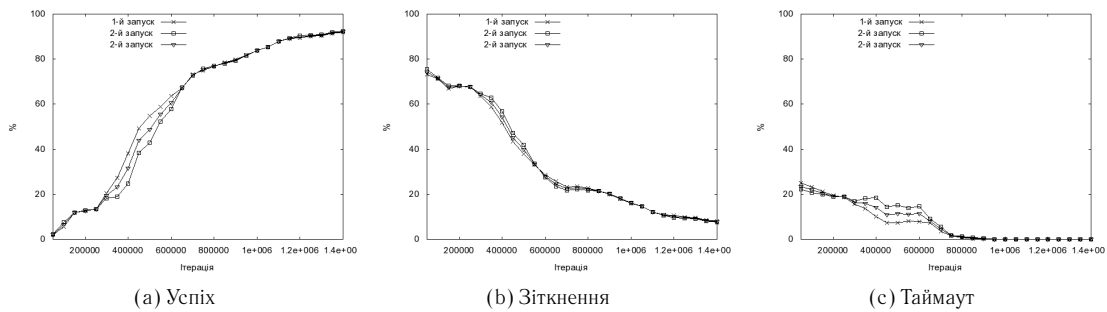 100
80
60
40
20
0
%
1-й запуск
2-й запуск
2-й запуск
200000 400000 600000 800000 1e+006 1.2e+006 1.4e+00
Ітерація
(a) Успіх
100
80
60
40
20
0
%
1-й запуск
2-й запуск
2-й запуск
200000 400000 600000 800000 1e+006 1.2e+006 1.4e+00
Ітерація
(b) Зіткнення
100
80
60
40
20
0
%
1-й запуск
2-й запуск
2-й запуск
200000 400000 600000 800000 1e+006 1.2e+006 1.4e+00
Ітерація
(c) Таймаут